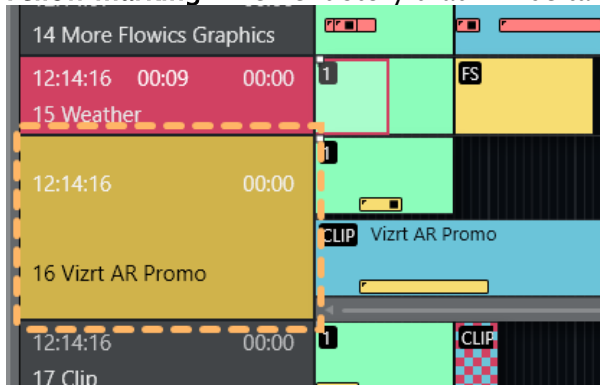 14 More Flowics Graphics
12:14:16 00:09 00:00 1 FS
15 Weather
12:14:16 00:00 1
CLIP Vizrt AR Promo
16 Vizrt AR Promo
12:14:16 00:00 1 CLIP
17 Clip